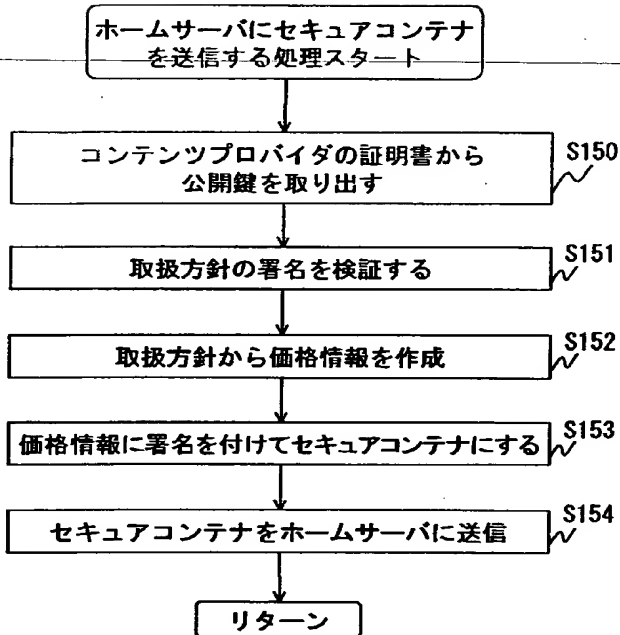 ホームサーバにセキュアコンテナ
を送信する処理スタート
コンテンツプロバイダの証明書から
公開鍵を取り出す
S150
取扱方針の署名を検証する
S151
取扱方針から価格情報を作成
S152
価格情報に署名を付けてセキュアコンテナにする
S153
セキュアコンテナをホームサーバに送信
S154
リターン